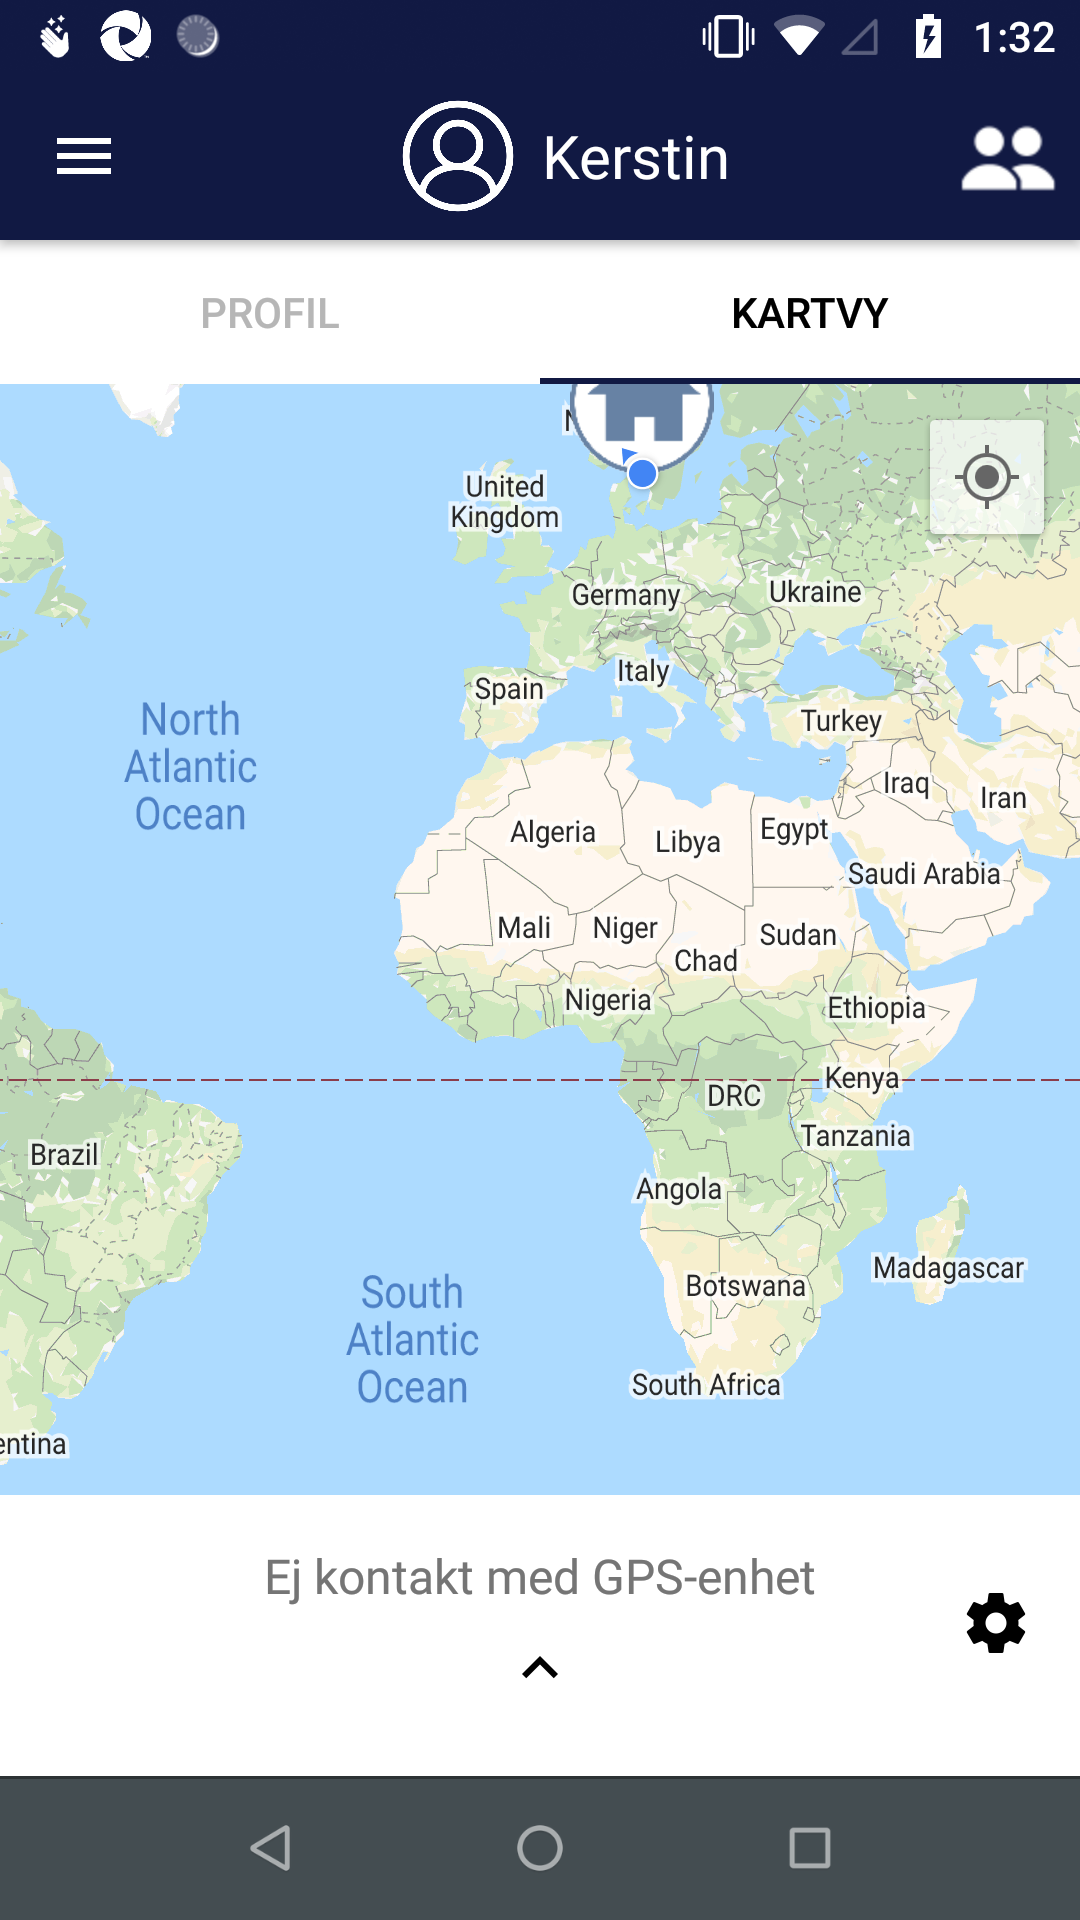 1:32
Kerstin
PROFIL
KARTVY
N
United
Kingdom
Germany
Ukraine
Italy
Spain
Turkey
North
Atlantic
Ocean
Iraq
Iran
Algeria
Libya
Egypt
Saudi Arabia
Mali
Niger
Sudan
Chad
Nigeria
Ethiopia
Kenya
DRC
Tanzania
Brazil
Angola
Madagascar
Botswana
South
Atlantic
Ocean
South Africa
entina
Ej kontakt med GPS-enhet